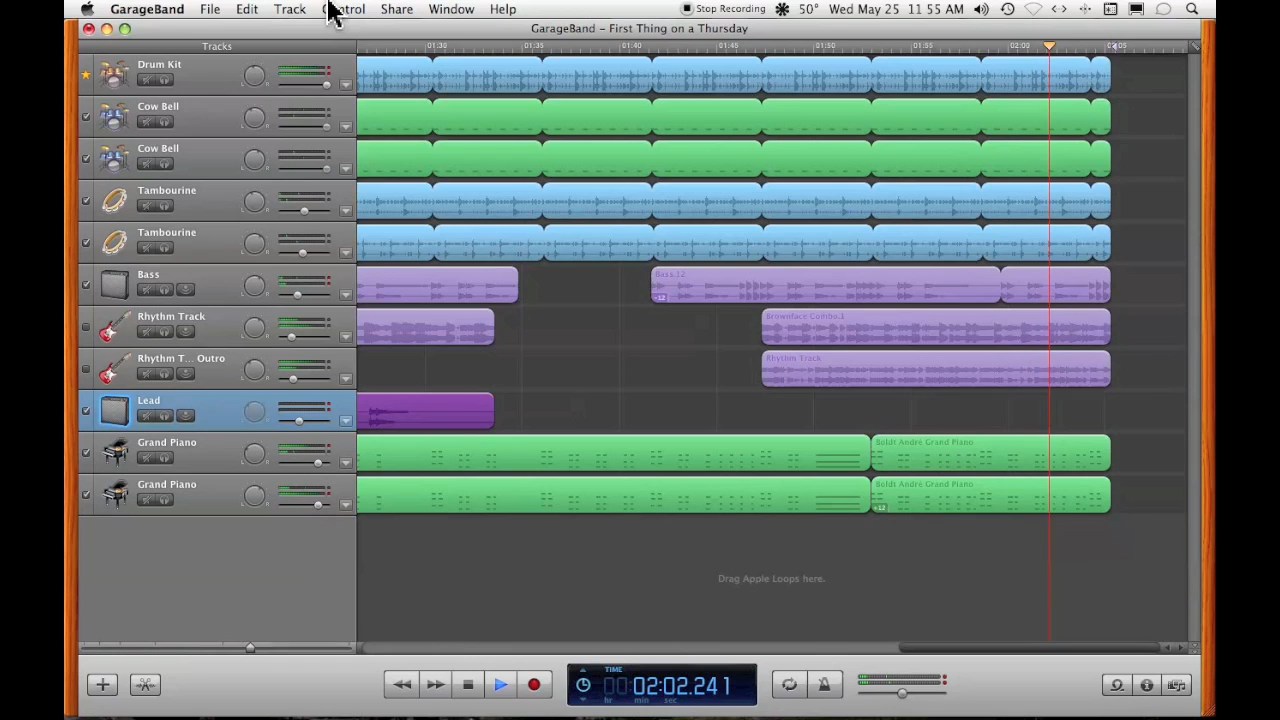 GarageBand File Edit Track Control Share Window Help Stop Recording 50° Wed May 25 11:55 AM
GarageBand – First Thing on a Thursday
Tracks 01:30 01:35 01:40 01:45 01:50 01:55 02:00 02:05
Drum Kit
Cow Bell
Cow Bell
Tambourine
Tambourine
Bass
Bass.12
-12
Rhythm Track
Brownface Combo.1
Rhythm T... Outro
Rhythm Track
Lead
Grand Piano
Boldt André Grand Piano
Grand Piano
Boldt André Grand Piano
-12
Drag Apple Loops here.
TIME
00:02:02.241
hr min sec